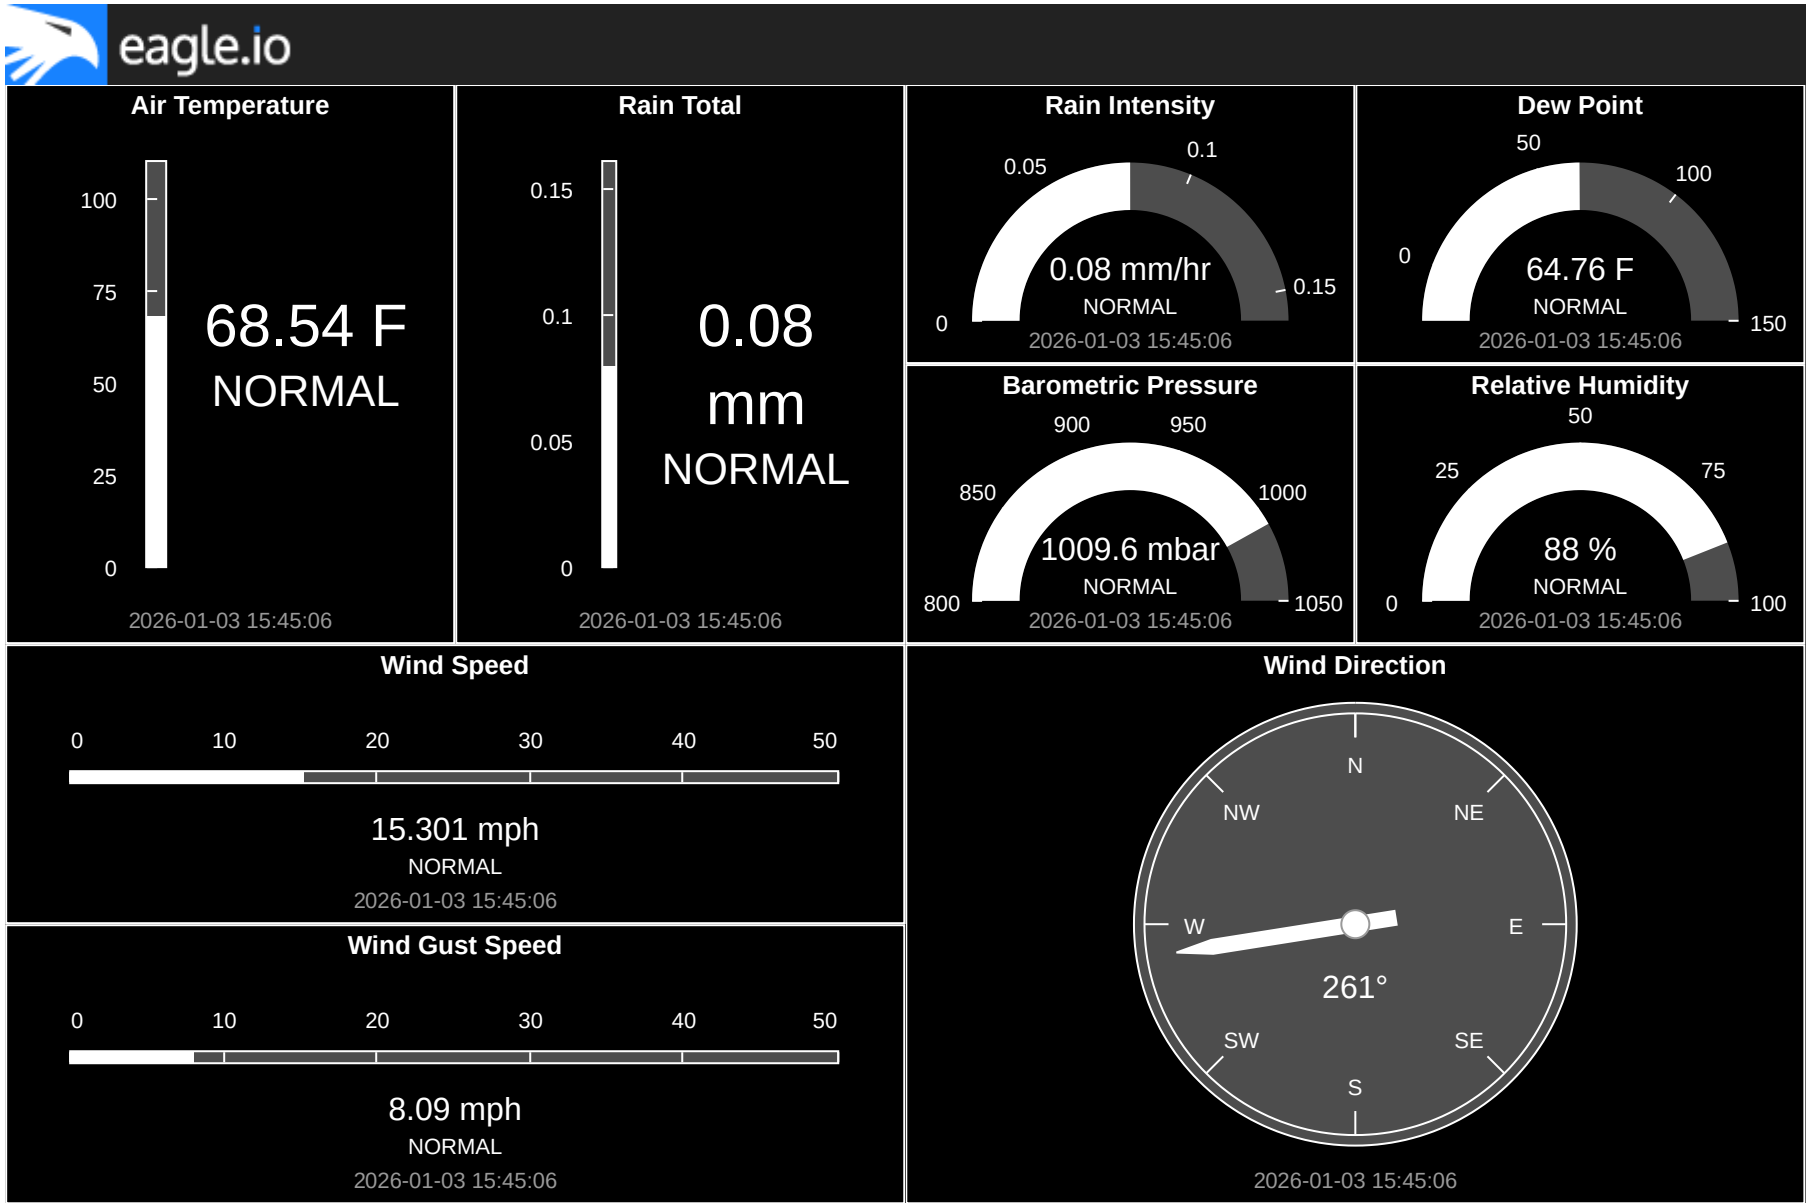 eagle.io
Air Temperature
100
75
50
25
0
68.54 F
NORMAL
2026-01-03 15:45:06
Rain Total
0.15
0.1
0.05
0
0.08
mm
NORMAL
2026-01-03 15:45:06
Rain Intensity
0
0.05
0.1
0.15
0.08 mm/hr
NORMAL
2026-01-03 15:45:06
Dew Point
0
50
100
150
64.76 F
NORMAL
2026-01-03 15:45:06
Barometric Pressure
800
850
900
950
1000
1050
1009.6 mbar
NORMAL
2026-01-03 15:45:06
Relative Humidity
0
25
50
75
100
88 %
NORMAL
2026-01-03 15:45:06
Wind Speed
0 10 20 30 40 50
15.301 mph
NORMAL
2026-01-03 15:45:06
Wind Gust Speed
0 10 20 30 40 50
8.09 mph
NORMAL
2026-01-03 15:45:06
Wind Direction
N
NW NE
W E
261°
SW SE
S
2026-01-03 15:45:06